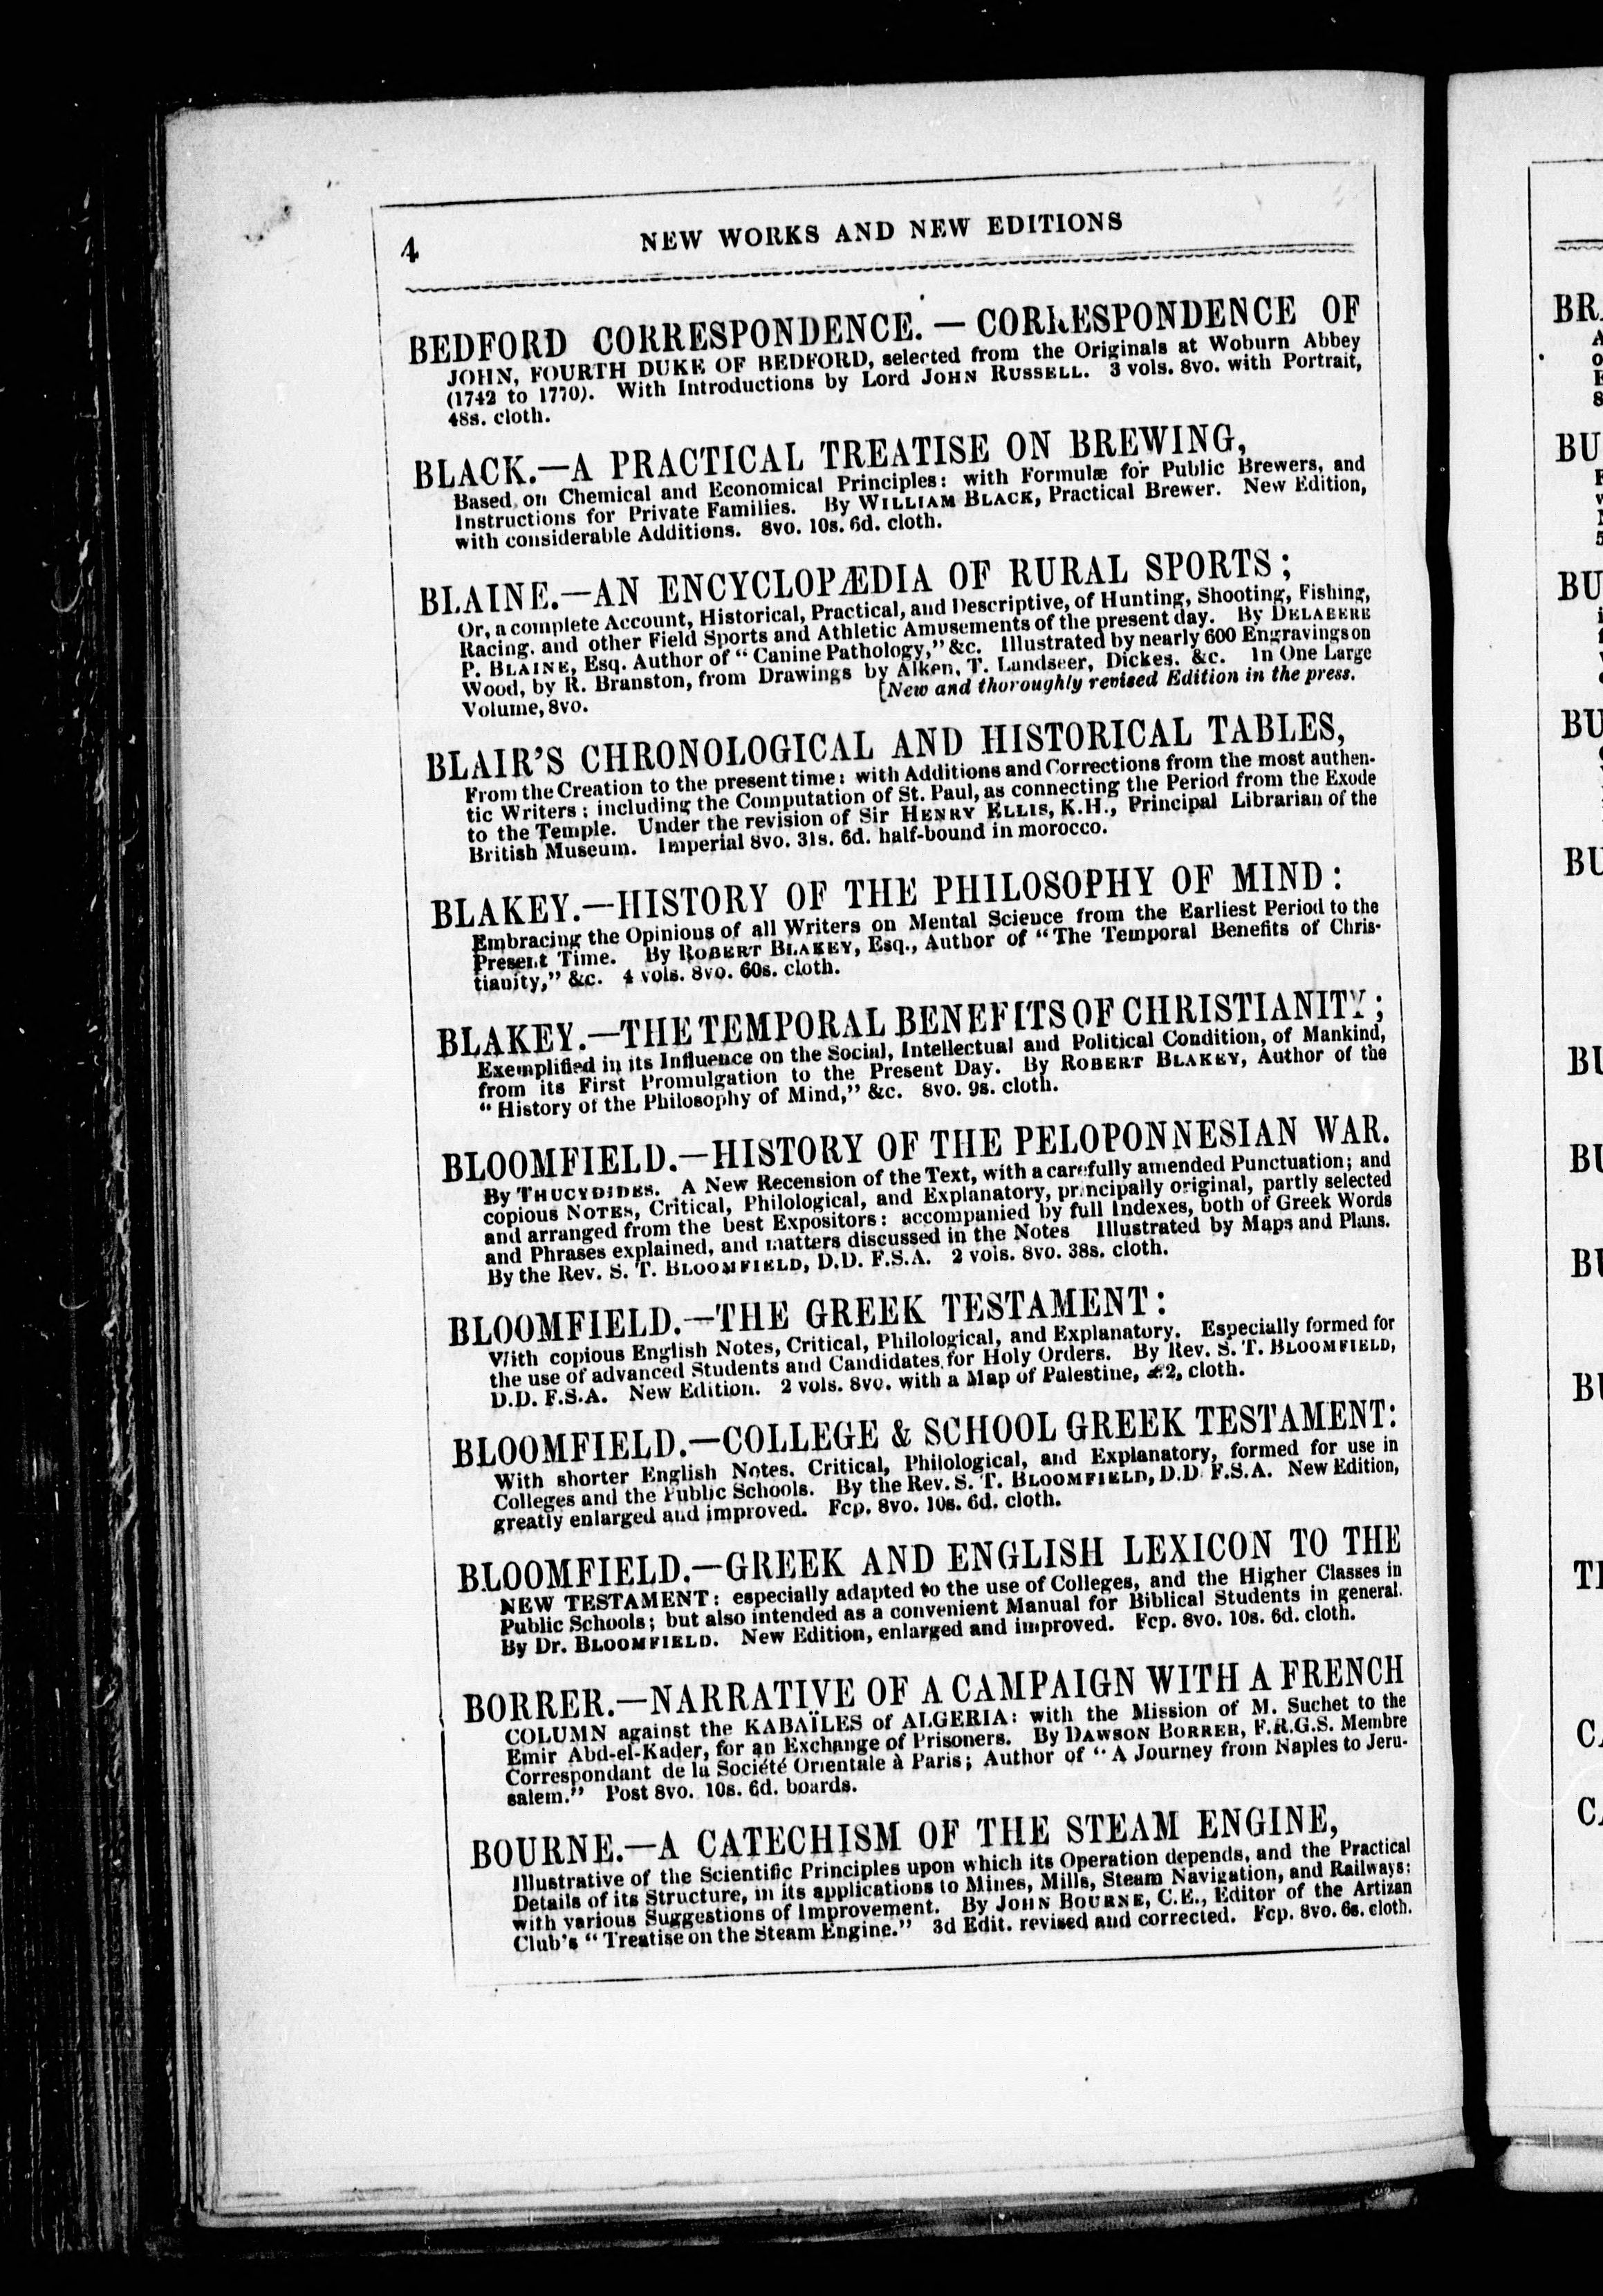 4 NEW WORKS AND NEW EDITIONS
BEDFORD CORRESPONDENCE. — CORRESPONDENCE OF
JOHN, FOURTH DUKE OF BEDFORD, selected from the Originals at Woburn Abbey
(1742 to 1770). With Introductions by Lord JOHN RUSSELL. 3 vols. 8vo. with Portrait,
48s. cloth.
BLACK.—A PRACTICAL TREATISE ON BREWING,
Based on Chemical and Economical Principles: with Formulæ for Public Brewers, and
Instructions for Private Families. By WILLIAM BLACK, Practical Brewer. New Edition,
with considerable Additions. 8vo. 10s. 6d. cloth.
BLAINE.—AN ENCYCLOPÆDIA OF RURAL SPORTS;
Or, a complete Account, Historical, Practical, and Descriptive, of Hunting, Shooting, Fishing,
Racing, and other Field Sports and Athletic Amusements of the present day. By DELABERE
P. BLAINE, Esq. Author of "Canine Pathology," &c. Illustrated by nearly 600 Engravings on
Wood, by R. Branston, from Drawings by Alken, T. Landseer, Dickes, &c. In One Large
Volume, 8vo. [New and thoroughly revised Edition in the press.
BLAIR'S CHRONOLOGICAL AND HISTORICAL TABLES,
From the Creation to the present time: with Additions and Corrections from the most authen-
tic Writers; including the Computation of St. Paul, as connecting the Period from the Exode
to the Temple. Under the revision of Sir HENRY ELLIS, K.H., Principal Librarian of the
British Museum. Imperial 8vo. 31s. 6d. half-bound in morocco.
BLAKEY.—HISTORY OF THE PHILOSOPHY OF MIND:
Embracing the Opinions of all Writers on Mental Science from the Earliest Period to the
Present Time. By ROBERT BLAKEY, Esq., Author of "The Temporal Benefits of Chris-
tianity," &c. 4 vols. 8vo. 60s. cloth.
BLAKEY.—THE TEMPORAL BENEFITS OF CHRISTIANITY;
Exemplified in its Influence on the Social, Intellectual and Political Condition, of Mankind,
from its First Promulgation to the Present Day. By ROBERT BLAKEY, Author of the
"History of the Philosophy of Mind," &c. 8vo. 9s. cloth.
BLOOMFIELD.—HISTORY OF THE PELOPONNESIAN WAR.
By THUCYDIDES. A New Recension of the Text, with a carefully amended Punctuation; and
copious NOTES, Critical, Philological, and Explanatory, principally original, partly selected
and arranged from the best Expositors: accompanied by full Indexes, both of Greek Words
and Phrases explained, and matters discussed in the Notes Illustrated by Maps and Plans.
By the Rev. S. T. BLOOMFIELD, D.D. F.S.A. 2 vols. 8vo. 38s. cloth.
BLOOMFIELD.—THE GREEK TESTAMENT:
With copious English Notes, Critical, Philological, and Explanatory. Especially formed for
the use of advanced Students and Candidates for Holy Orders. By Rev. S. T. BLOOMFIELD,
D.D. F.S.A. New Edition. 2 vols. 8vo. with a Map of Palestine, £2, cloth.
BLOOMFIELD.—COLLEGE & SCHOOL GREEK TESTAMENT:
With shorter English Notes, Critical, Philological, and Explanatory, formed for use in
Colleges and the Public Schools. By the Rev. S. T. BLOOMFIELD, D.D. F.S.A. New Edition,
greatly enlarged and improved. Fcp. 8vo. 10s. 6d. cloth.
BLOOMFIELD.—GREEK AND ENGLISH LEXICON TO THE
NEW TESTAMENT: especially adapted to the use of Colleges, and the Higher Classes in
Public Schools; but also intended as a convenient Manual for Biblical Students in general.
By Dr. BLOOMFIELD. New Edition, enlarged and improved. Fcp. 8vo. 10s. 6d. cloth.
BORRER.—NARRATIVE OF A CAMPAIGN WITH A FRENCH
COLUMN against the KABAÏLES of ALGERIA: with the Mission of M. Suchet to the
Emir Abd-el-Kader, for an Exchange of Prisoners. By DAWSON BORRER, F.R.G.S. Membre
Correspondant de la Société Orientale à Paris; Author of "A Journey from Naples to Jeru-
salem." Post 8vo. 10s. 6d. boards.
BOURNE.—A CATECHISM OF THE STEAM ENGINE,
Illustrative of the Scientific Principles upon which its Operation depends, and the Practical
Details of its Structure, in its applications to Mines, Mills, Steam Navigation, and Railways:
with various Suggestions of Improvement. By JOHN BOURNE, C.E., Editor of the Artizan
Club's "Treatise on the Steam Engine." 3d Edit. revised and corrected. Fcp. 8vo. 6s. cloth.